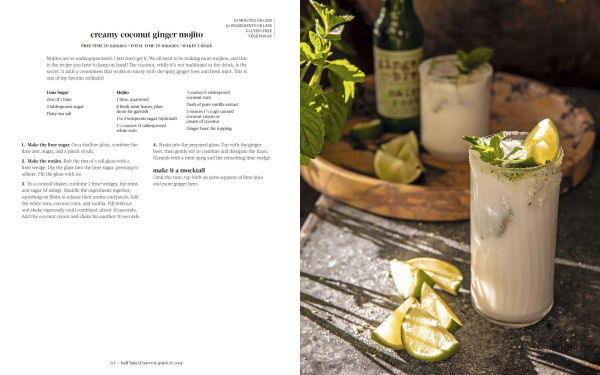 10 MINUTES OR LESS
10 INGREDIENTS OR LESS
GLUTEN-FREE
VEGETARIAN
creamy coconut ginger mojito
PREP TIME 10 minutes • TOTAL TIME 10 minutes • MAKES 1 drink
Mojitos are so underappreciated. I just don't get it. We all need to be making more mojitos, and this
is the recipe you have to keep on hand! The coconut, while it's not traditional to the drink, is the
secret. It adds a creaminess that works so nicely with the spicy ginger beer and fresh mint. This is
one of my favorite cocktails!
Lime Sugar
Zest of 1 lime
2 tablespoons sugar
Flaky sea salt
Mojito
1 lime, quartered
8 fresh mint leaves, plus
more for garnish
1 to 2 teaspoons sugar (optional)
1½ ounces (3 tablespoons)
white rum
ounce (1 tablespoon)
coconut rum
Dash of pure vanilla extract
2 ounces (¼ cup) canned
coconut cream or
cream of coconut
Ginger beer, for topping
1. Make the lime sugar. On a shallow plate, combine the
lime zest, sugar, and a pinch of salt.
2. Make the mojito. Rub the rim of a tall glass with a
lime wedge. Dip the glass into the lime sugar, pressing to
adhere. Fill the glass with ice.
3. In a cocktail shaker, combine 2 lime wedges, the mint,
and sugar (if using). Muddle the ingredients together,
squishing on them to release their aroma and juices. Add
the white rum, coconut rum, and vanilla. Fill with ice
and shake vigorously until combined, about 30 seconds.
Add the coconut cream and shake for another 30 seconds.
4. Strain into the prepared glass. Top with the ginger
beer, then gently stir to combine and dissipate the foam.
Garnish with a mint sprig and the remaining lime wedge.
make it a mocktail
Omit the rum; top with an extra squeeze of lime juice
and more ginger beer.
64 • half baked harvest quick & cozy